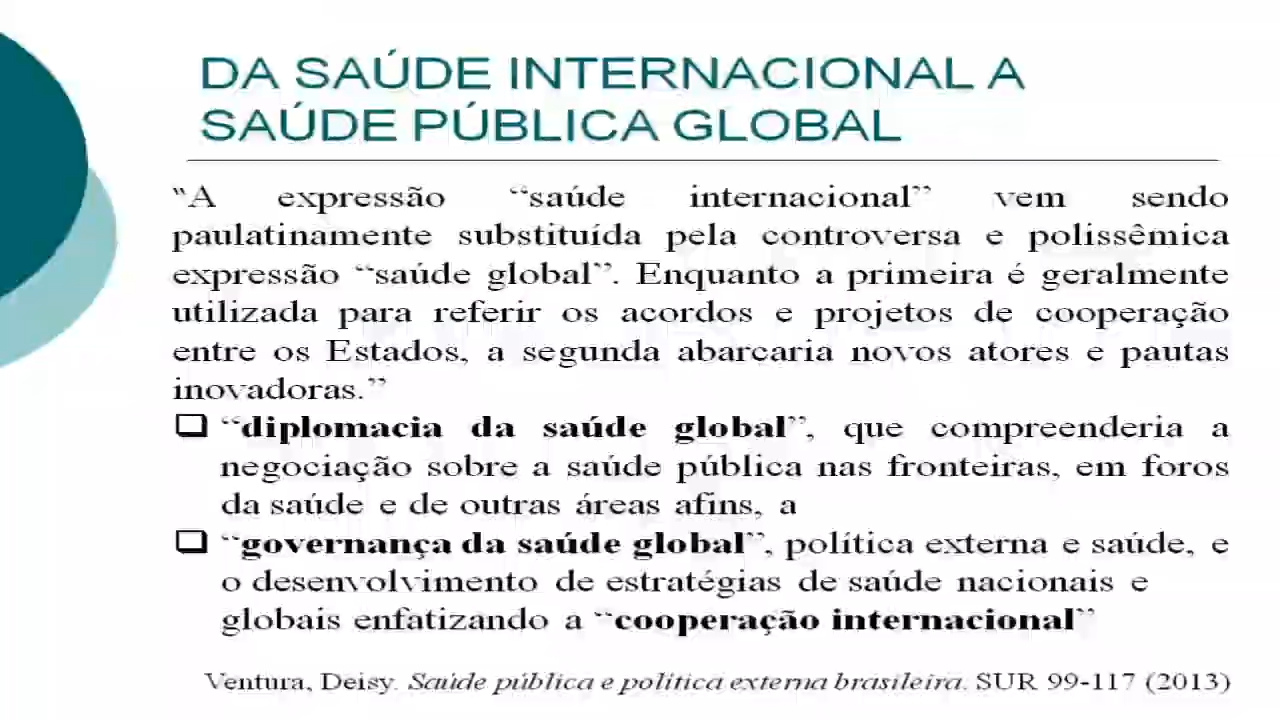 DA SAÚDE INTERNACIONAL A
SAÚDE PÚBLICA GLOBAL
“A expressão “saúde internacional” vem sendo
paulatinamente substituída pela controversa e polissêmica
expressão “saúde global”. Enquanto a primeira é geralmente
utilizada para referir os acordos e projetos de cooperação
entre os Estados, a segunda abarcaria novos atores e pautas
inovadoras.”
“diplomacia da saúde global”, que compreenderia a
negociação sobre a saúde pública nas fronteiras, em foros
da saúde e de outras áreas afins, a
“governança da saúde global”, política externa e saúde, e
o desenvolvimento de estratégias de saúde nacionais e
globais enfatizando a “cooperação internacional”
Ventura, Deisy. Saúde pública e política externa brasileira. SUR 99-117 (2013)